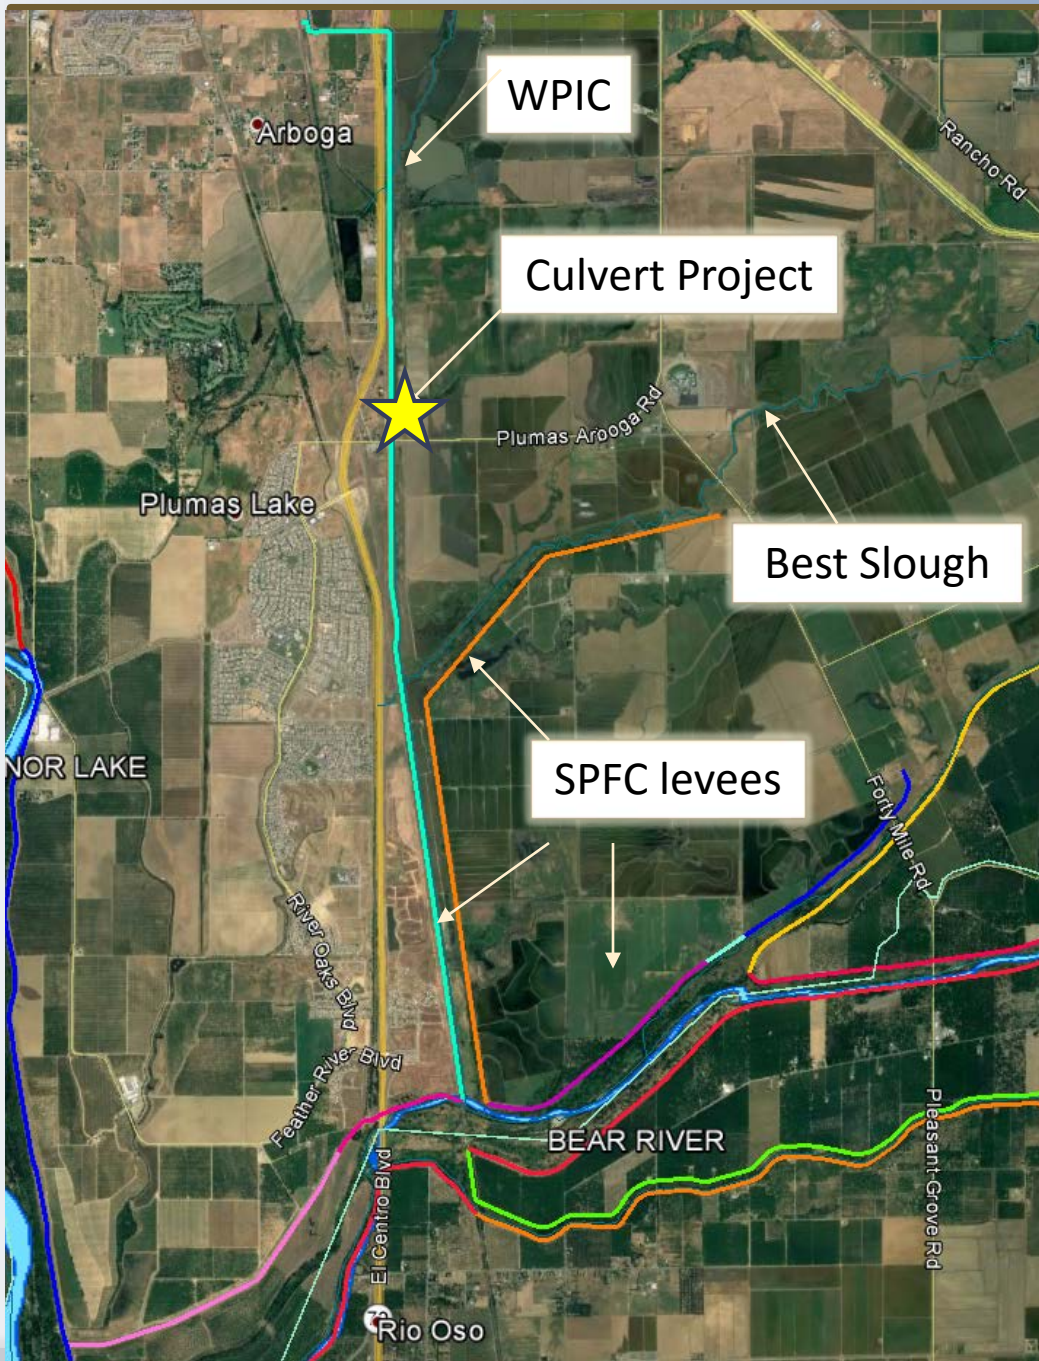 WPIC
Arboga
Rancho Rd
Culvert Project
Plumas Arboga Rd
Plumas Lake
Best Slough
NOR LAKE
SPFC levees
Forty Mile Rd
River Oaks Blvd
Feather River Blvd
BEAR RIVER
Pleasant Grove Rd
El Centro Blvd
Rio Oso